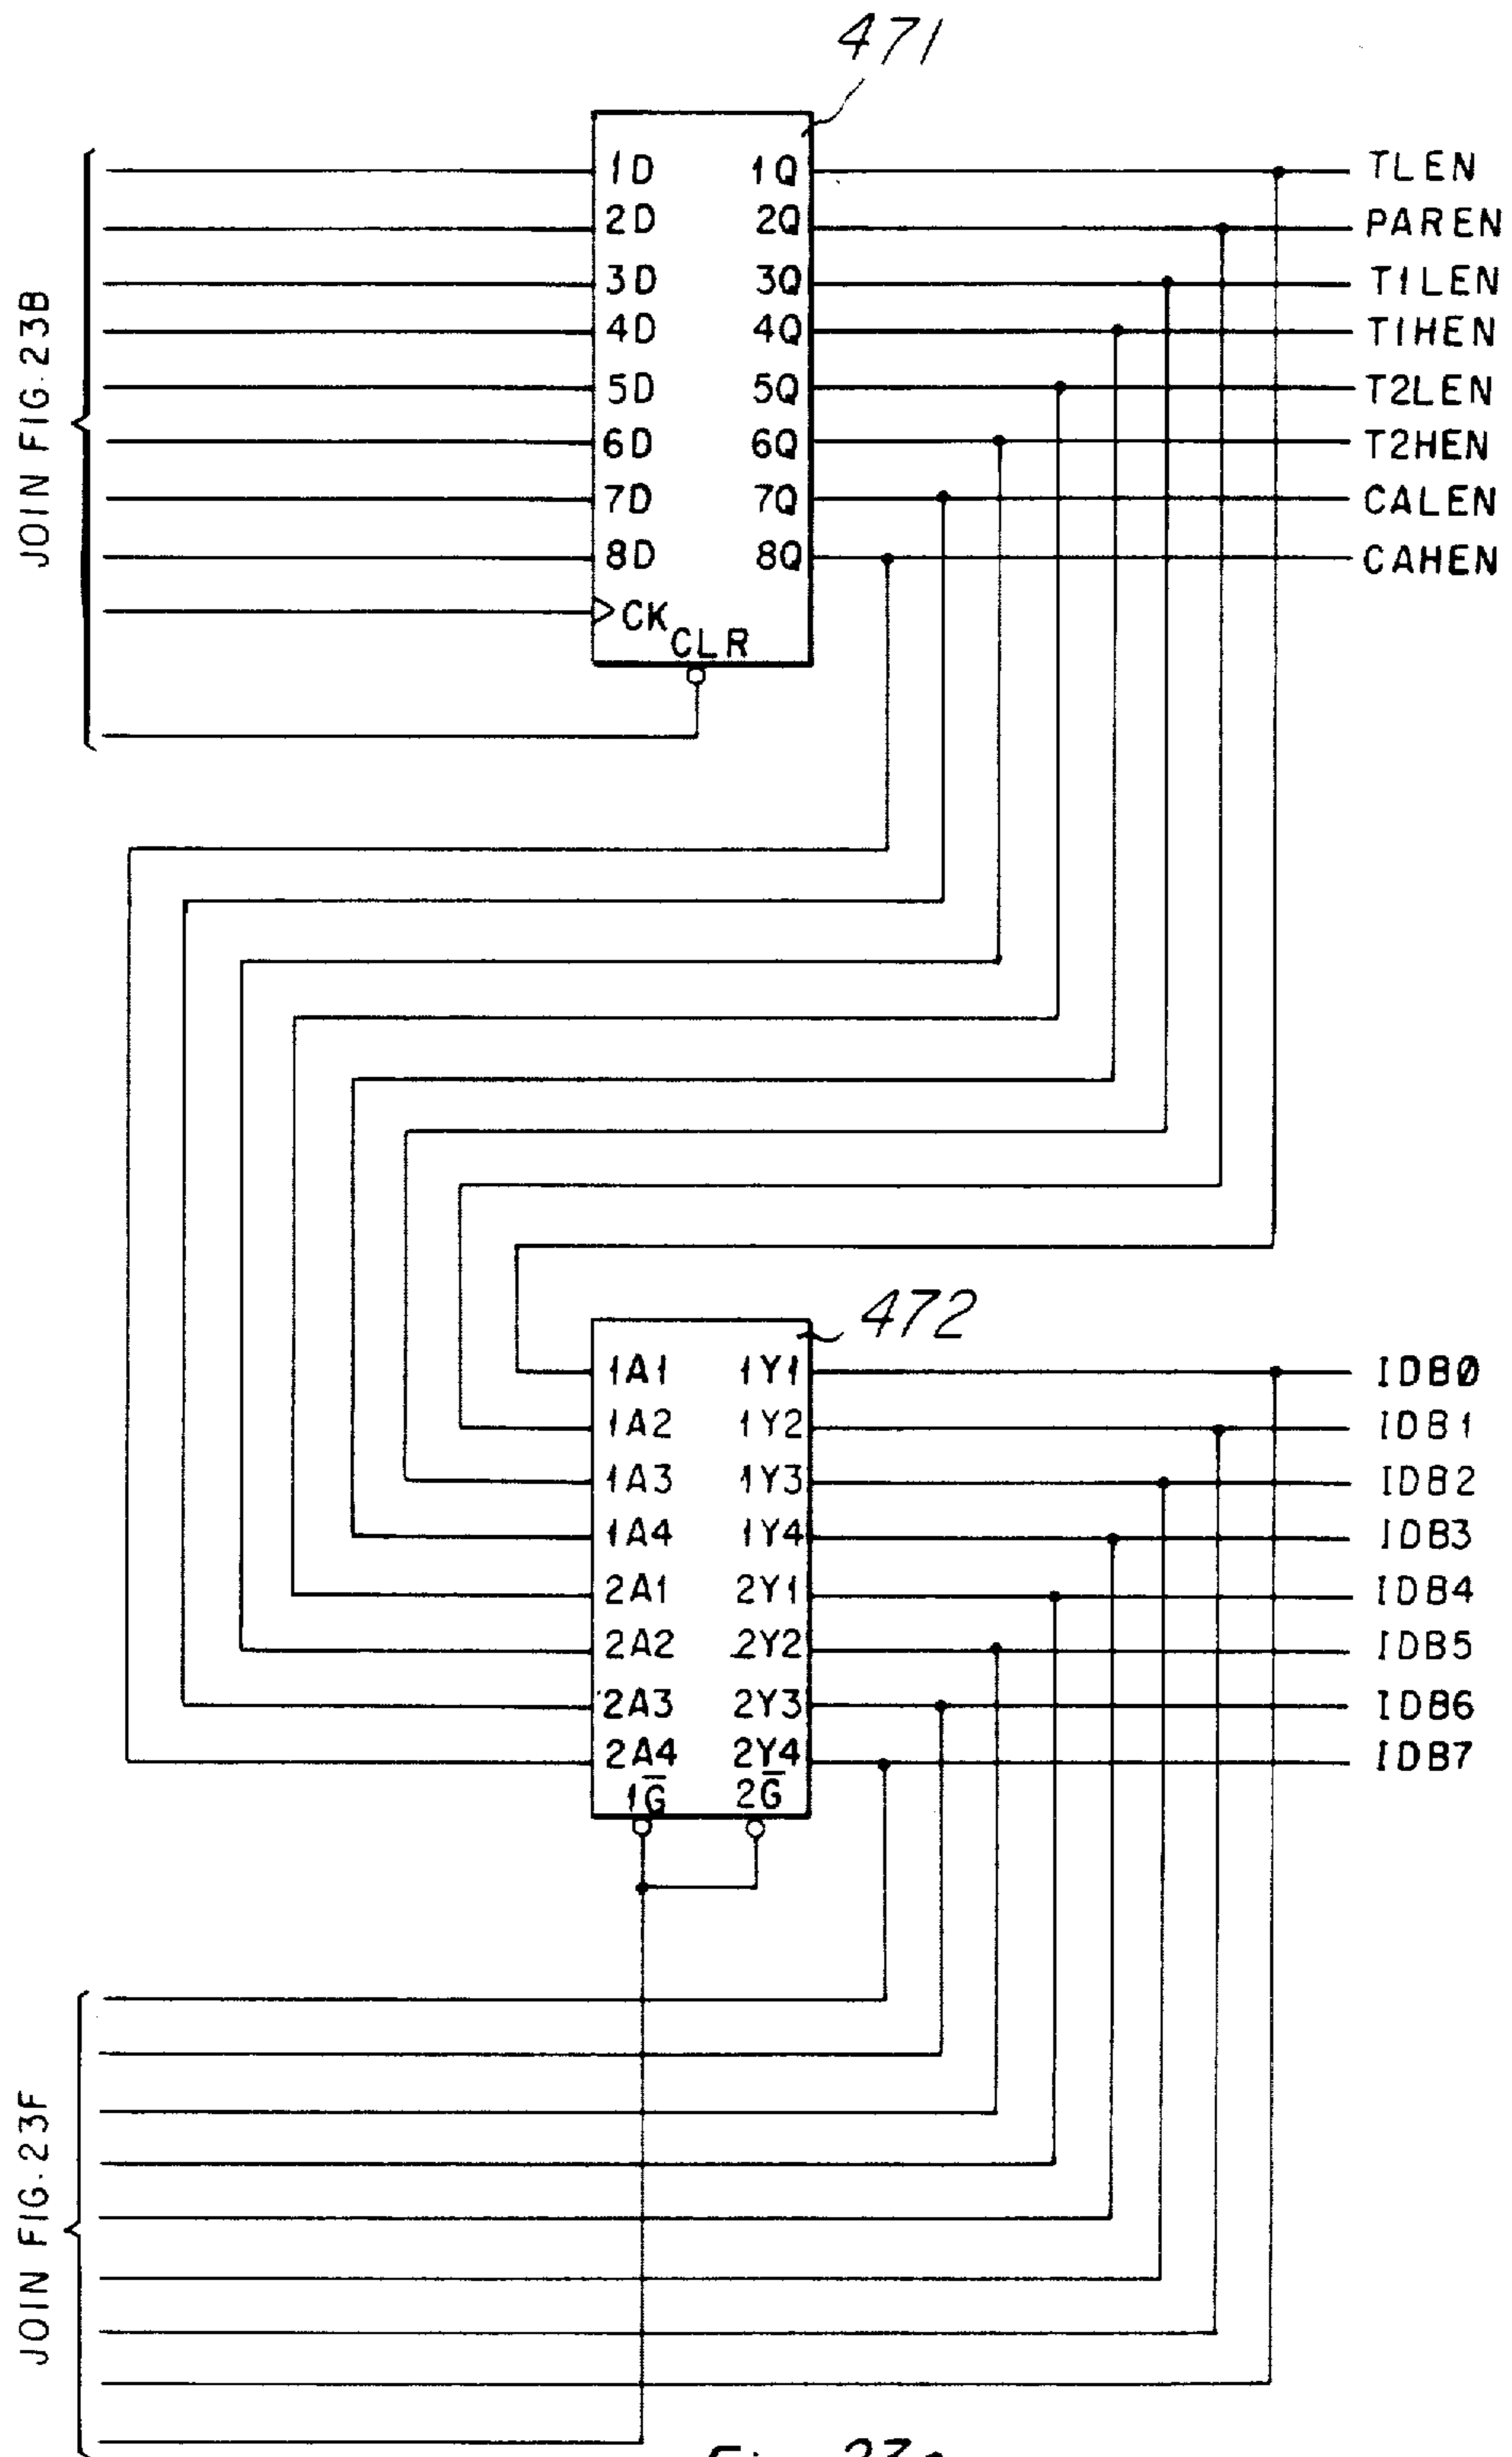 471
1D 1Q TLEN
2D 2Q PAREN
3D 3Q T1LEN
4D 4Q T1HEN
5D 5Q T2LEN
6D 6Q T2HEN
7D 7Q CALEN
8D 8Q CAHEN
CK
CLR
JOIN FIG. 23B
472
1A1 1Y1 IDB0
1A2 1Y2 IDB1
1A3 1Y3 IDB2
1A4 1Y4 IDB3
2A1 2Y1 IDB4
2A2 2Y2 IDB5
2A3 2Y3 IDB6
2A4 2Y4 IDB7
1G̅ 2G̅
JOIN FIG. 23F